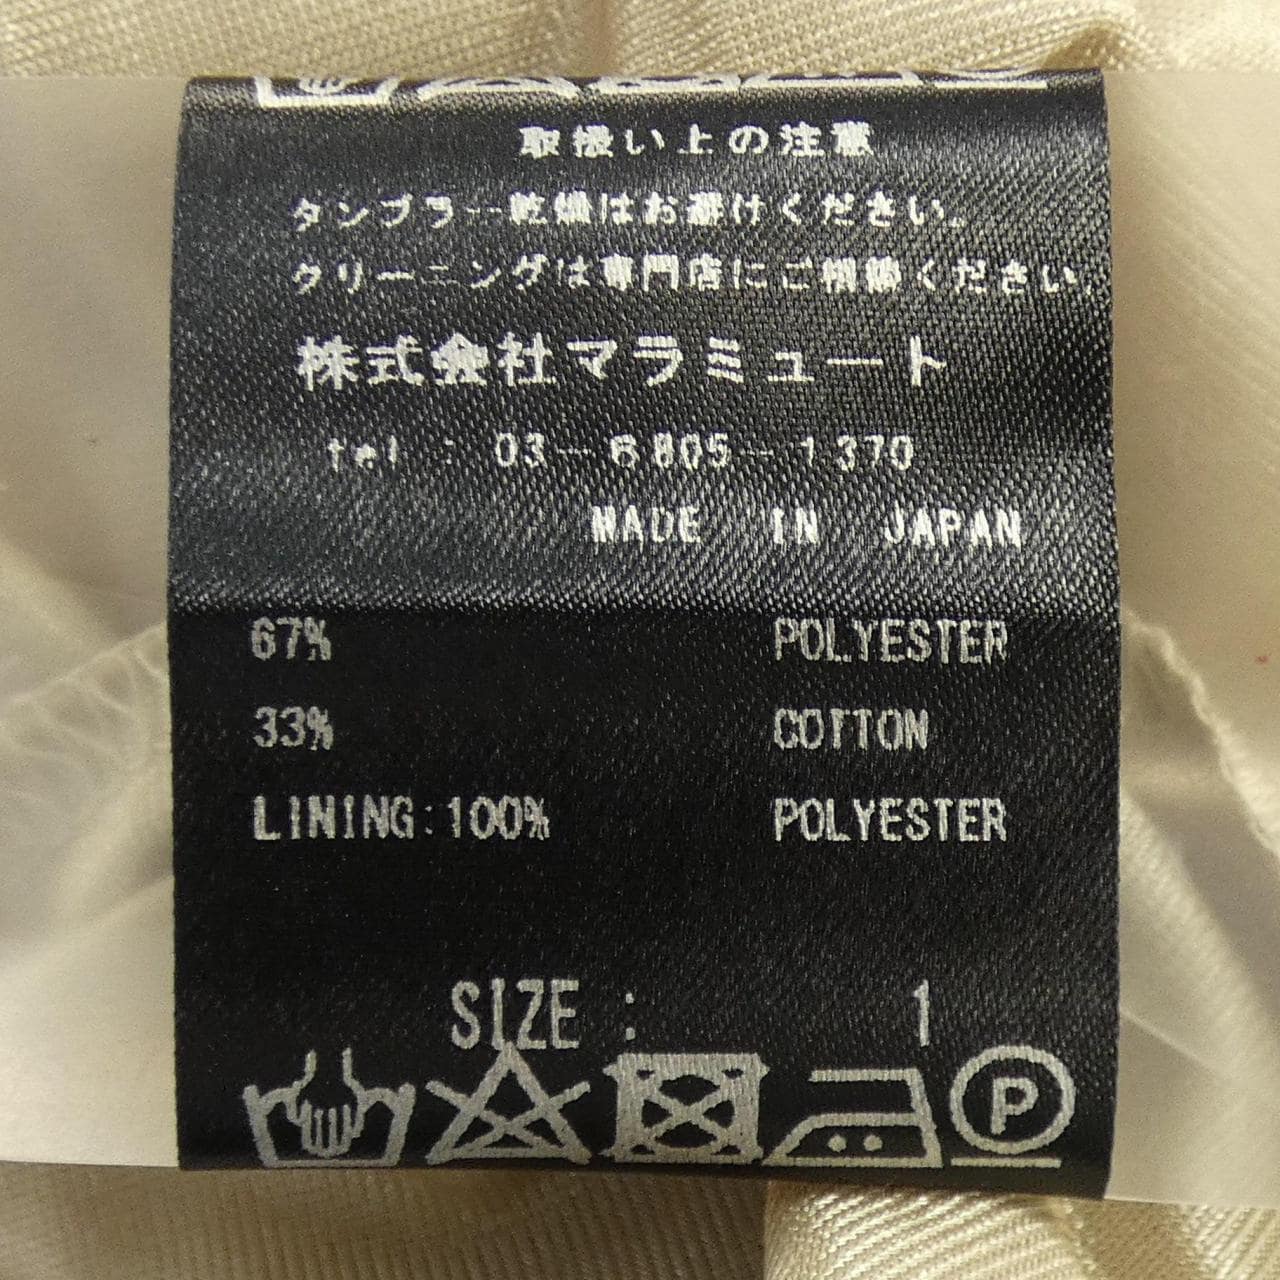 取扱い上の注意
タンブラー乾燥はお避けください。
クリーニングは専門店にご相談ください。
株式会社マラミュート
tel : 03-6805-1370
MADE IN JAPAN
67% POLYESTER
33% COTTON
LINING:100% POLYESTER
SIZE : 1
P